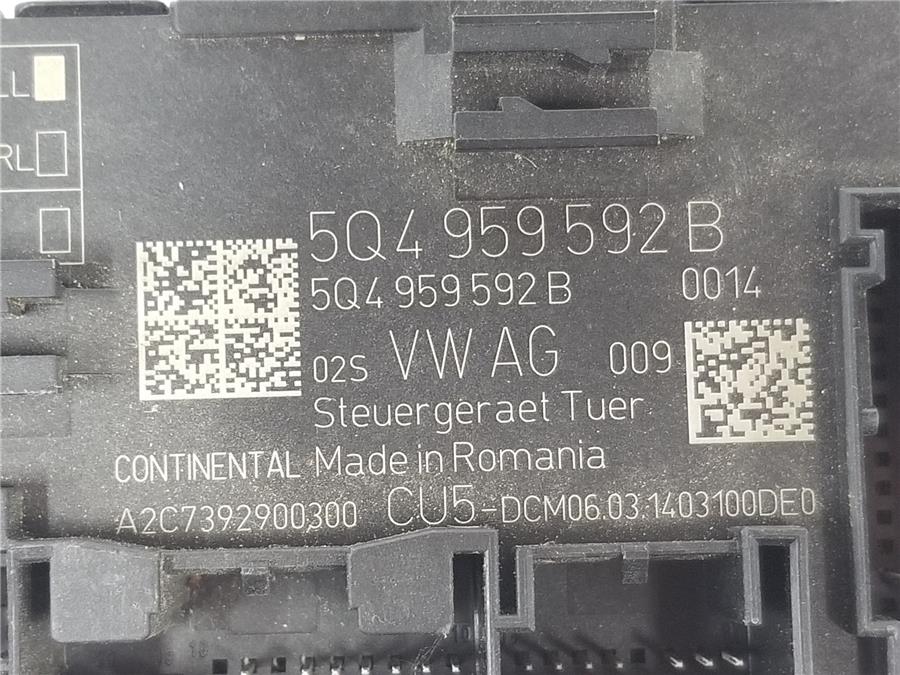 LL
RL
5Q4 959 592 B
5Q4 959 592 B 0014
02S VW AG 009
Steuergeraet Tuer
CONTINENTAL Made in Romania
A2C7392900300 CU5-DCM06.03.1403100DE0